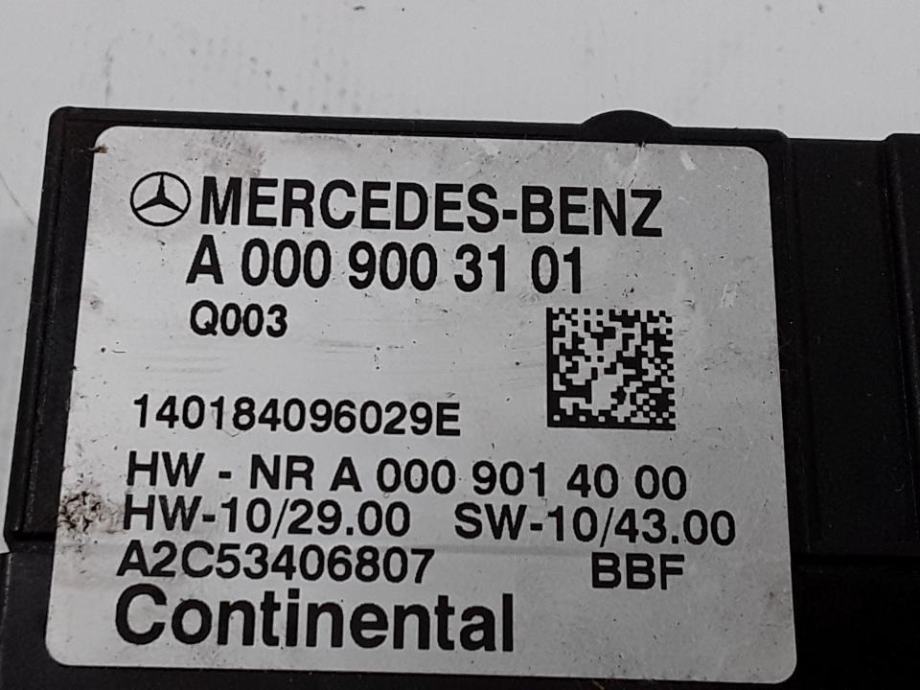 MERCEDES-BENZ
A 000 900 31 01
Q003
140184096029E
HW - NR A 000 901 40 00
HW-10/29.00 SW-10/43.00
A2C53406807 BBF
Continental